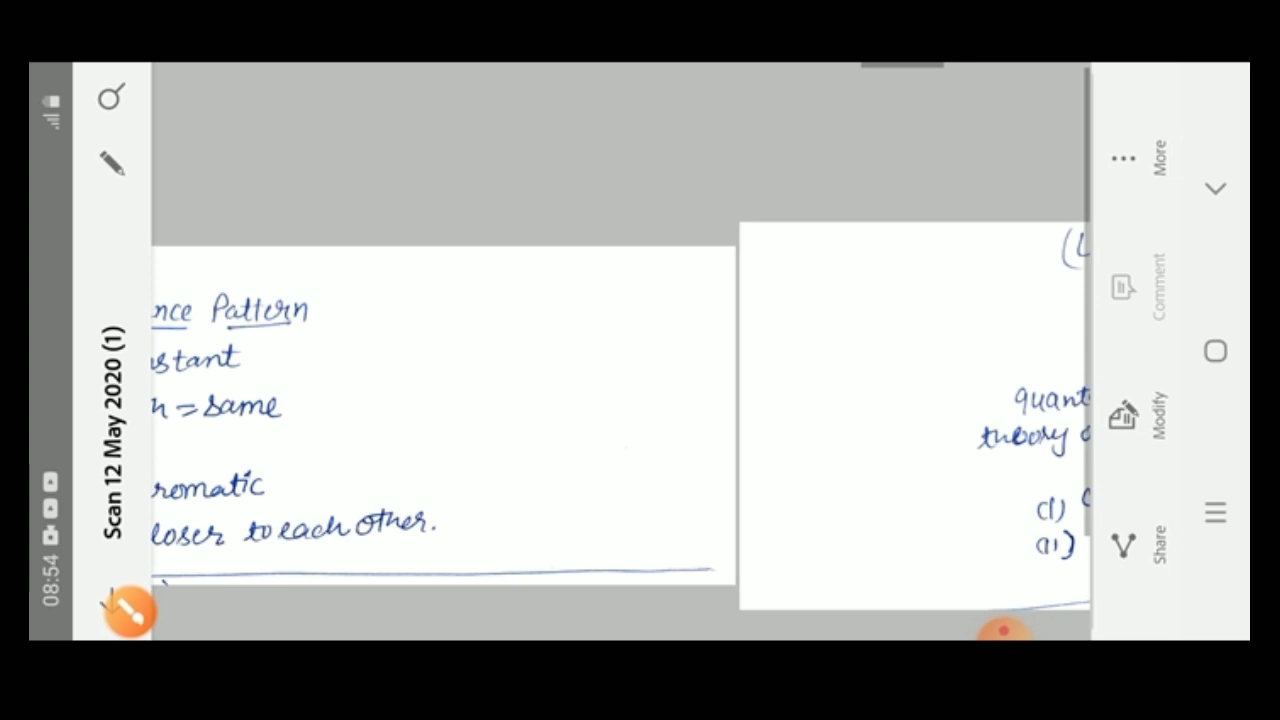 08:54
Scan 12 May 2020 (1)
nce Pattern
stant
n = same
romatic
loser to each other.
(L
quant
theory o
(I)
(II)
More
Comment
Modify
Share